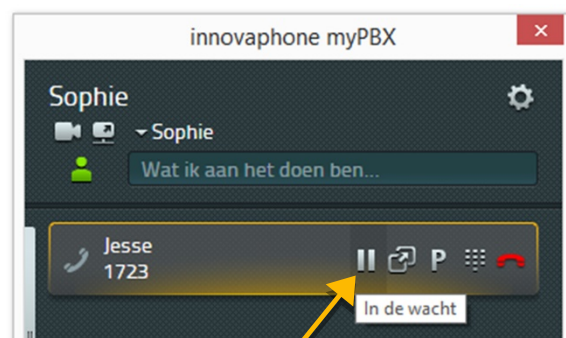 innovaphone myPBX
Sophie
Sophie
Wat ik aan het doen ben...
Jesse
1723
P
In de wacht